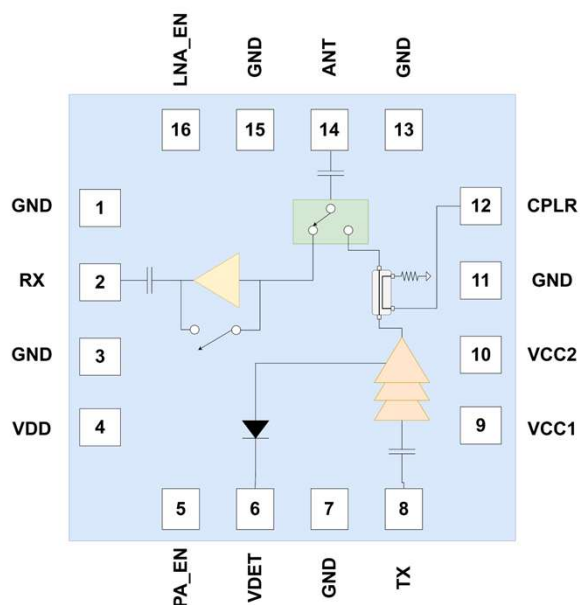 LNA_EN GND ANT GND
16 15 14 13
GND 1 12 CPLR
RX 2 11 GND
GND 3 10 VCC2
VDD 4 9 VCC1
5 6 7 8
PA_EN VDET GND TX